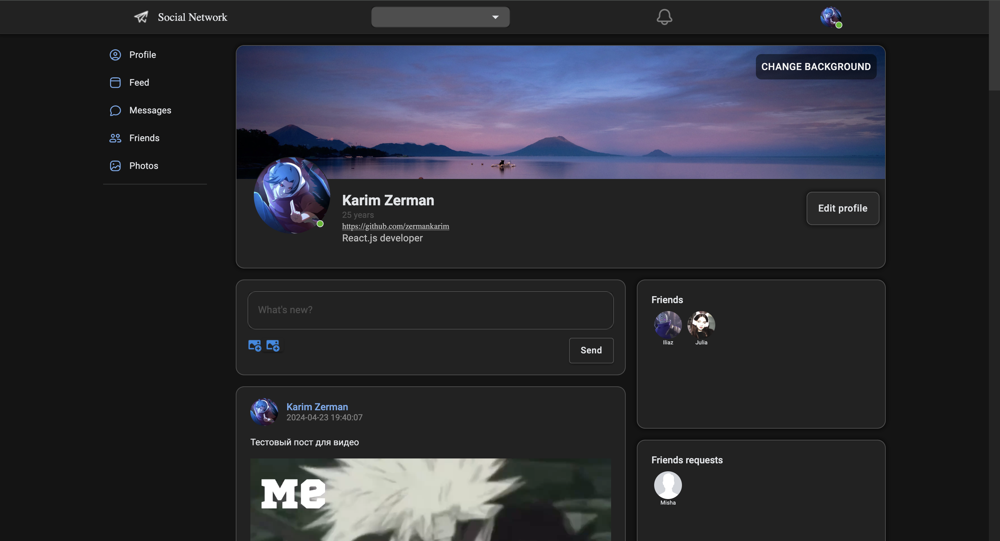 Social Network
Profile
Feed
Messages
Friends
Photos
CHANGE BACKGROUND
Karim Zerman
25 years
https://github.com/zermankarim
React.js developer
Edit profile
What's new?
Send
Karim Zerman
2024-04-23 19:40:07
Тестовый пост для видео
me
Friends
Iliaz
Julia
Friends requests
Misha